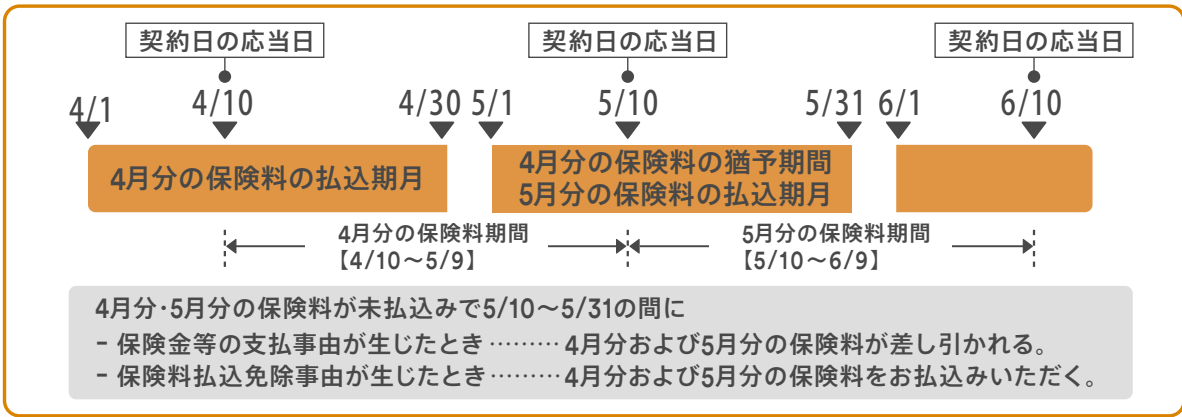 契約日の応当日 契約日の応当日 契約日の応当日
4/1 4/10 4/30 5/1 5/10 5/31 6/1 6/10
4月分の保険料の払込期月
4月分の保険料の猶予期間
5月分の保険料の払込期月
4月分の保険料期間
【4/10～5/9】
5月分の保険料期間
【5/10～6/9】
4月分・5月分の保険料が未払込みで5/10～5/31の間に
- 保険金等の支払事由が生じたとき ……… 4月分および5月分の保険料が差し引かれる。
- 保険料払込免除事由が生じたとき ……… 4月分および5月分の保険料をお払込みいただく。